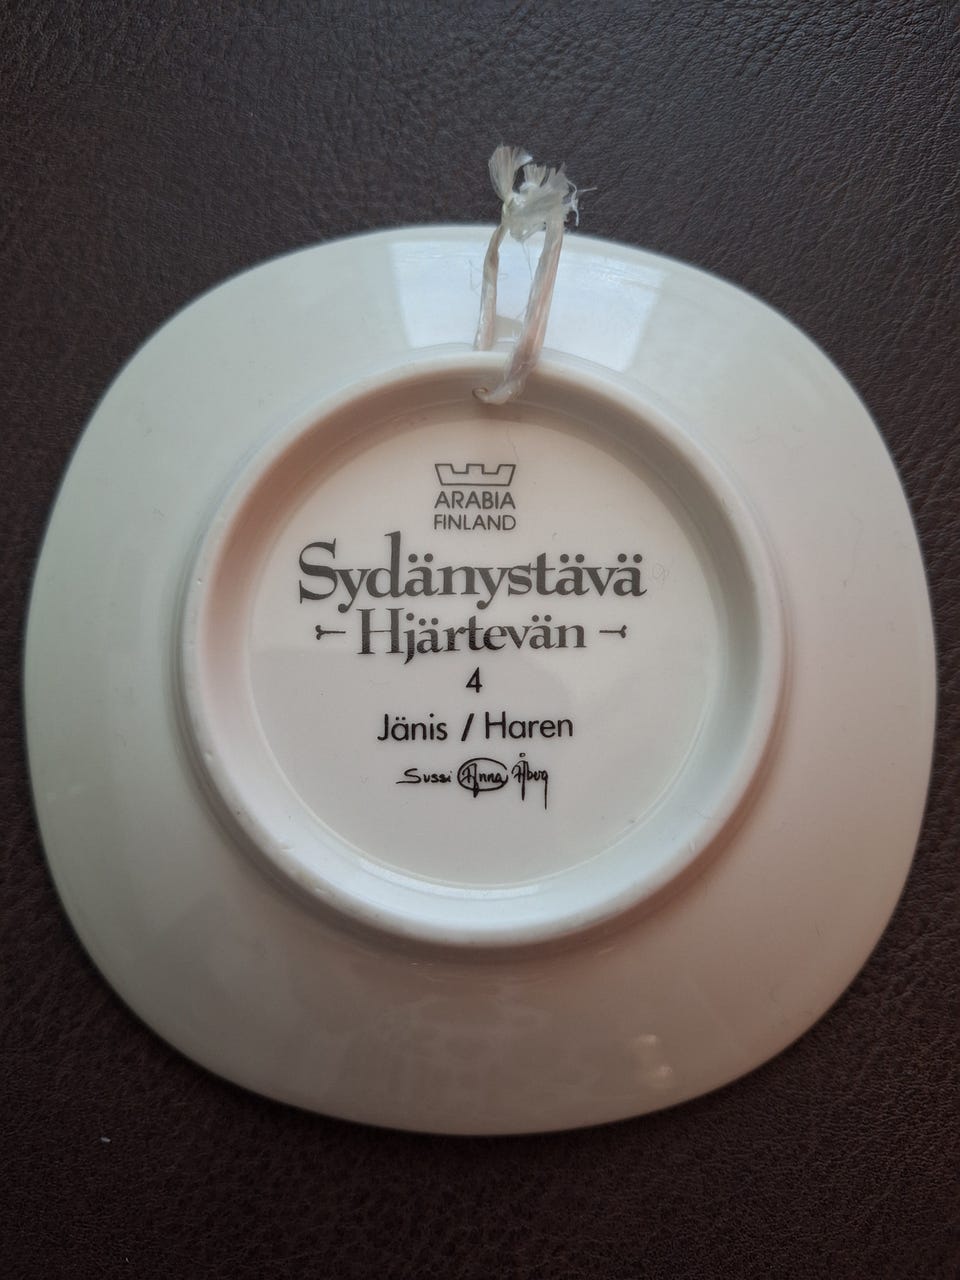 ARABIA
FINLAND
Sydänystävä
Hjärtevän
4
Jänis / Haren
Sussi Anna Åberg